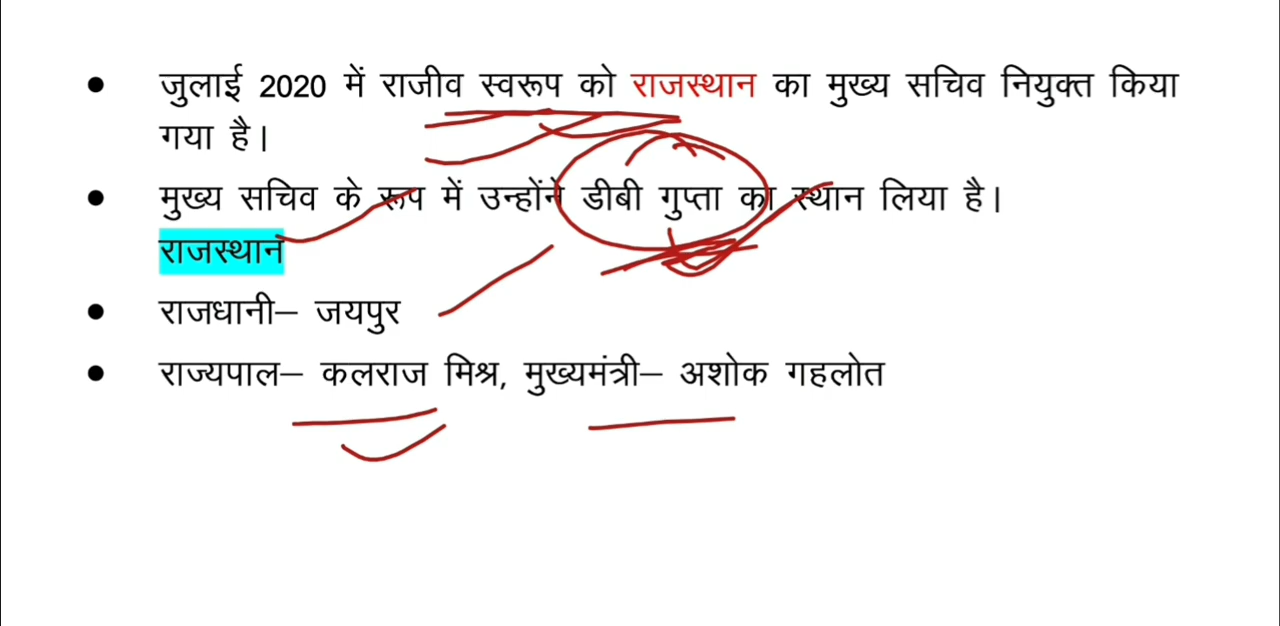 जुलाई 2020 में राजीव स्वरूप को राजस्थान का मुख्य सचिव नियुक्त किया
गया है।
मुख्य सचिव के रूप में उन्होंने डीबी गुप्ता का स्थान लिया है।
राजस्थान
राजधानी– जयपुर
राज्यपाल– कलराज मिश्र, मुख्यमंत्री– अशोक गहलोत